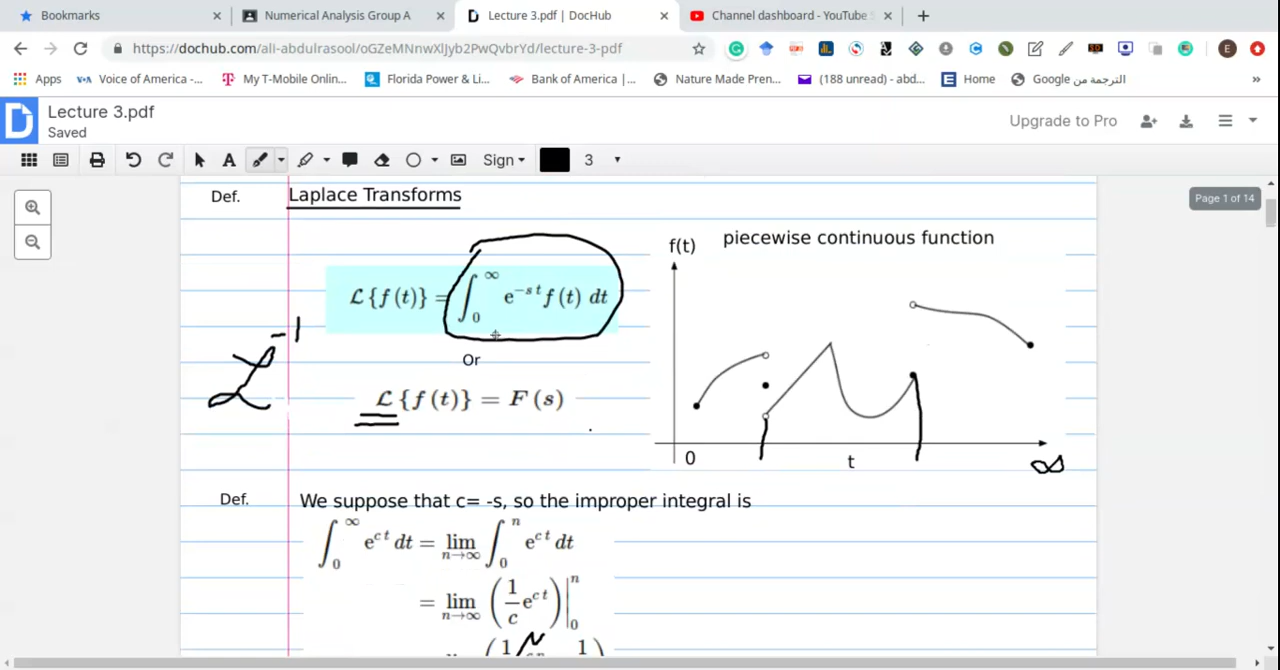 Bookmarks
Numerical Analysis Group A
Lecture 3.pdf | DocHub
Channel dashboard - YouTube
https://dochub.com/ali-abdulrasool/oGZeMNnwXlJyb2PwQvbrYd/lecture-3-pdf
E
Apps
Voice of America -...
My T-Mobile Onlin...
Florida Power & Li...
Bank of America |...
Nature Made Pren...
(188 unread) - abd...
Home
الترجمة من Google
»
Lecture 3.pdf
Saved
Upgrade to Pro
A
Sign
3
Page 1 of 14
Def. Laplace Transforms
f(t) piecewise continuous function
ℒ{f(t)} = ∫₀^∞ e^{-st} f(t) dt
ℒ^{-1}
Or
ℒ{f(t)} = F(s)
0 t ∞
Def. We suppose that c= -s, so the improper integral is
∫₀^∞ e^{ct} dt = lim_{n→∞} ∫₀^n e^{ct} dt
= lim_{n→∞} (1/c e^{ct})|₀^n